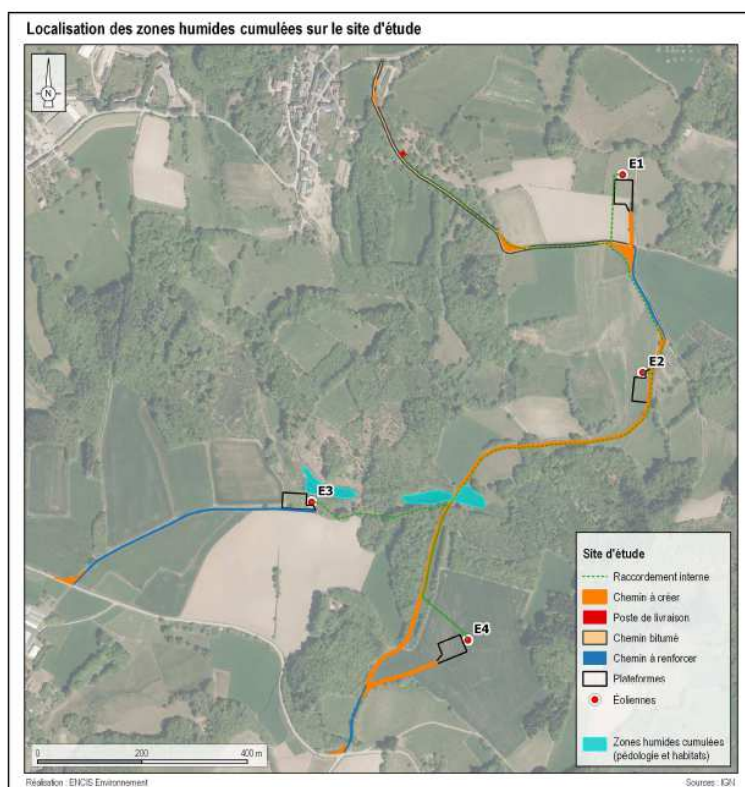 Localisation des zones humides cumulées sur le site d'étude
N
E1
E2
E3
E4
Site d'étude
Raccordement interne
Chemin à créer
Poste de livraison
Chemin bitumé
Chemin à renforcer
Plateformes
Éoliennes
Zones humides cumulées
(pédologie et habitats)
0 200 400 m
Réalisation : ENCIS Environnement
Sources : IGN